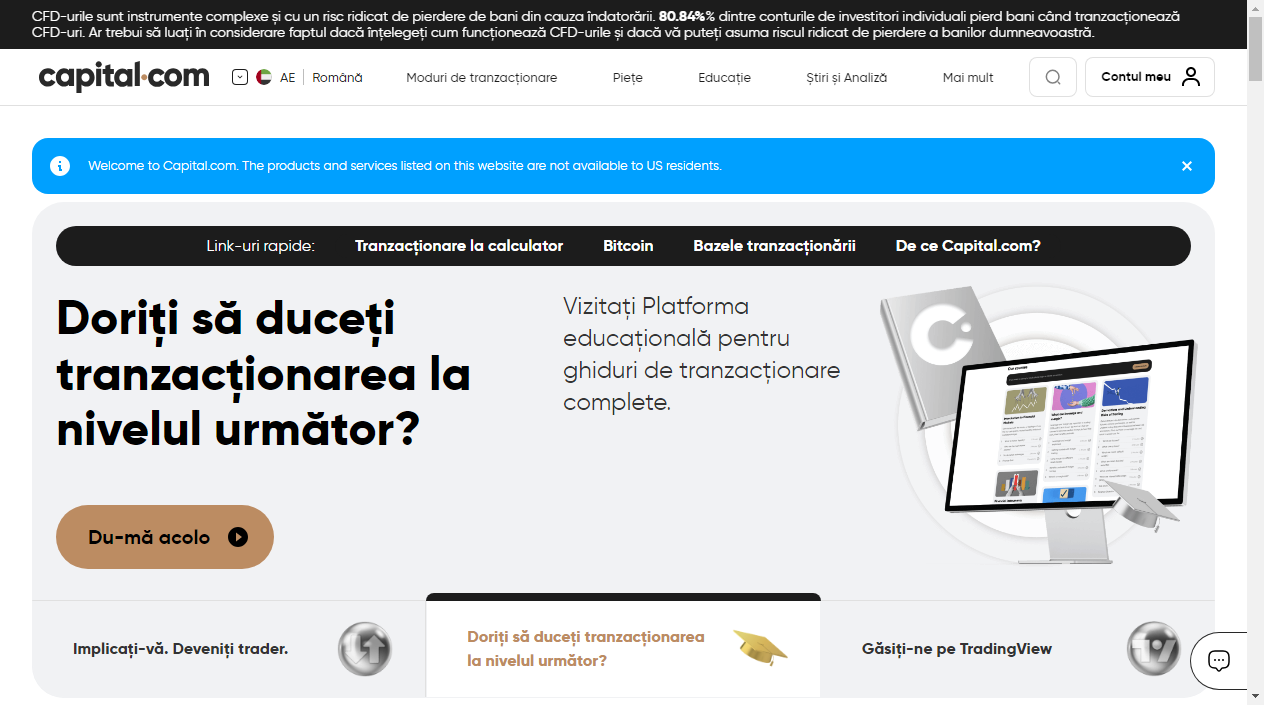 CFD-urile sunt instrumente complexe și cu un risc ridicat de pierdere de bani din cauza îndatorării. 80.84%% dintre conturile de investitori individuali pierd bani când tranzacționează
CFD-uri. Ar trebui să luați în considerare faptul dacă înțelegeți cum funcționează CFD-urile și dacă vă puteți asuma riscul ridicat de pierdere a banilor dumneavoastră.
capital.com AE Română Moduri de tranzacționare Piețe Educație Știri și Analiză Mai mult Contul meu
Welcome to Capital.com. The products and services listed on this website are not available to US residents.
Link-uri rapide: Tranzacționare la calculator Bitcoin Bazele tranzacționării De ce Capital.com?
Doriți să duceți
tranzacționarea la
nivelul următor?
Vizitați Platforma
educațională pentru
ghiduri de tranzacționare
complete.
Our courses
Du-mă acolo
Implicați-vă. Deveniți trader.
Doriți să duceți tranzacționarea
la nivelul următor?
Găsiți-ne pe TradingView